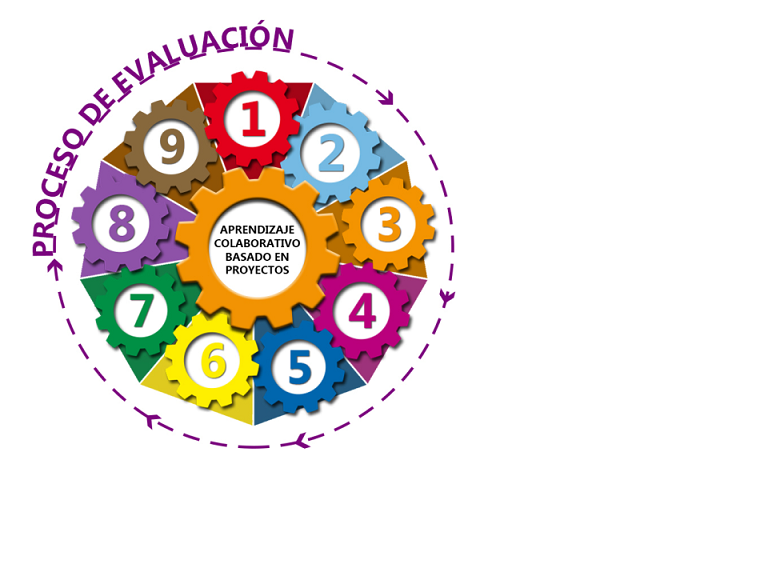 PROCESO DE EVALUACIÓN
1
2
3
4
5
6
7
8
9
APRENDIZAJE
COLABORATIVO
BASADO EN
PROYECTOS